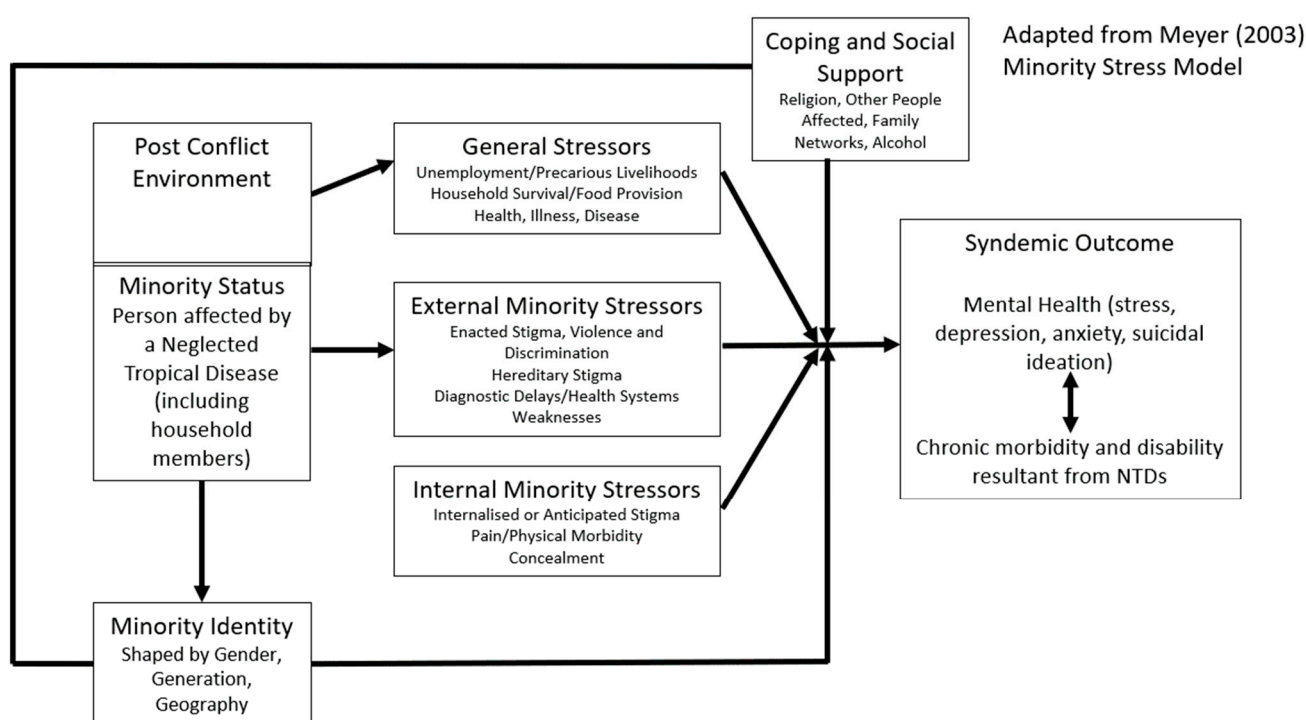 Coping and Social
Support
Religion, Other People
Affected, Family
Networks, Alcohol
Adapted from Meyer (2003)
Minority Stress Model
Post Conflict
Environment
General Stressors
Unemployment/Precarious Livelihoods
Household Survival/Food Provision
Health, Illness, Disease
Minority Status
Person affected by
a Neglected
Tropical Disease
(including
household
members)
External Minority Stressors
Enacted Stigma, Violence and
Discrimination
Hereditary Stigma
Diagnostic Delays/Health Systems
Weaknesses
Internal Minority Stressors
Internalised or Anticipated Stigma
Pain/Physical Morbidity
Concealment
Syndemic Outcome
Mental Health (stress,
depression, anxiety, suicidal
ideation)
Chronic morbidity and disability
resultant from NTDs
Minority Identity
Shaped by Gender,
Generation,
Geography